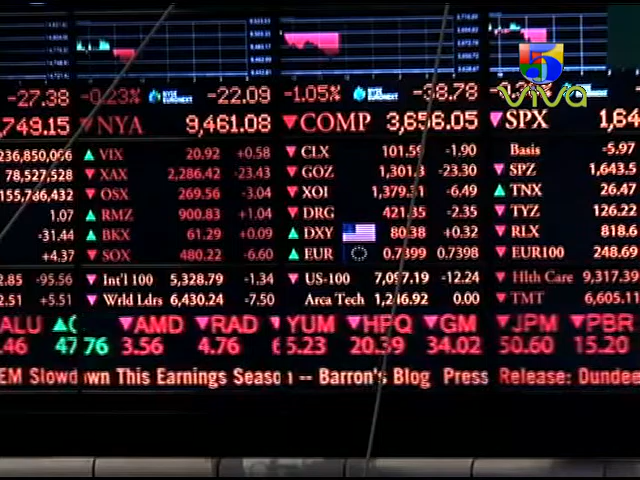 5
VIVA
-27.38 -0.23% NYSE EURONEXT -22.09 -1.05% NYSE EURONEXT -38.78
,749.15 NYA 9,461.08 COMP 3,656.05 SPX 1,64
236,850,056 VIX 20.92 +0.58 CLX 101.59 -1.90 Basis -5.97
78,527,528 XAX 2,286.42 -23.43 GOZ 1,301.3 -23.30 SPZ 1,643.5
155,786,432 OSX 269.56 -3.04 XOI 1,379.31 -6.49 TNX 26.47
1.07 RMZ 900.83 +1.04 DRG 421.35 -2.35 TYZ 126.22
-31.44 BKX 61.29 +0.09 DXY 80.38 +0.32 RLX 818.6
+4.37 SOX 480.22 -6.60 EUR 0.7399 0.7398 EUR100 248.69
2.85 -95.56 Int'l 100 5,328.79 -1.34 US-100 7,097.19 -12.24 Hlth Care 9,317.39
2.51 +5.51 Wrld Ldrs 6,430.24 -7.50 Arca Tech 1,246.92 0.00 TMT 6,605.11
ALU AMD RAD YUM HPQ GM JPM PBR
.46 47 76 3.56 4.76 5.23 20.39 34.02 50.60 15.20
EM Slowd wn This Earnings Season -- Barron's Blog Press Release: Dundee